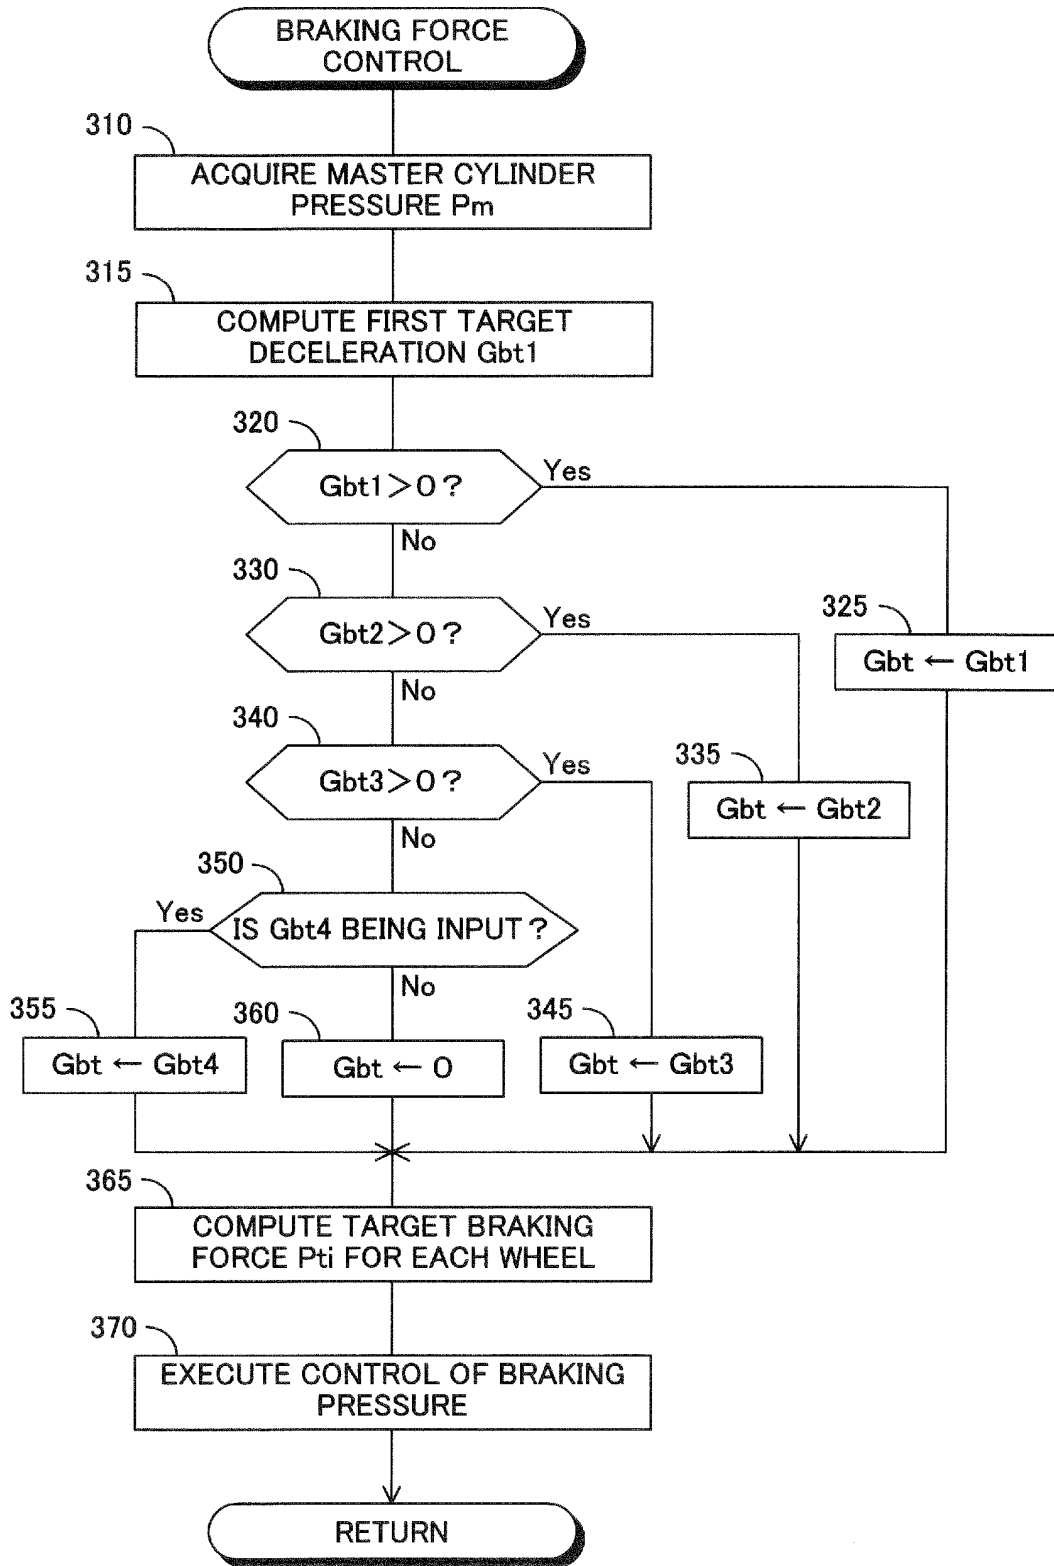 BRAKING FORCE
CONTROL
310
ACQUIRE MASTER CYLINDER
PRESSURE Pm
315
COMPUTE FIRST TARGET
DECELERATION Gbt1
320
Gbt1>0?
Yes
No
330
Gbt2>0?
Yes
No
325
Gbt ← Gbt1
340
Gbt3>0?
Yes
No
335
Gbt ← Gbt2
350
IS Gbt4 BEING INPUT?
Yes
No
355
Gbt ← Gbt4
360
Gbt ← 0
345
Gbt ← Gbt3
365
COMPUTE TARGET BRAKING
FORCE Pti FOR EACH WHEEL
370
EXECUTE CONTROL OF BRAKING
PRESSURE
RETURN